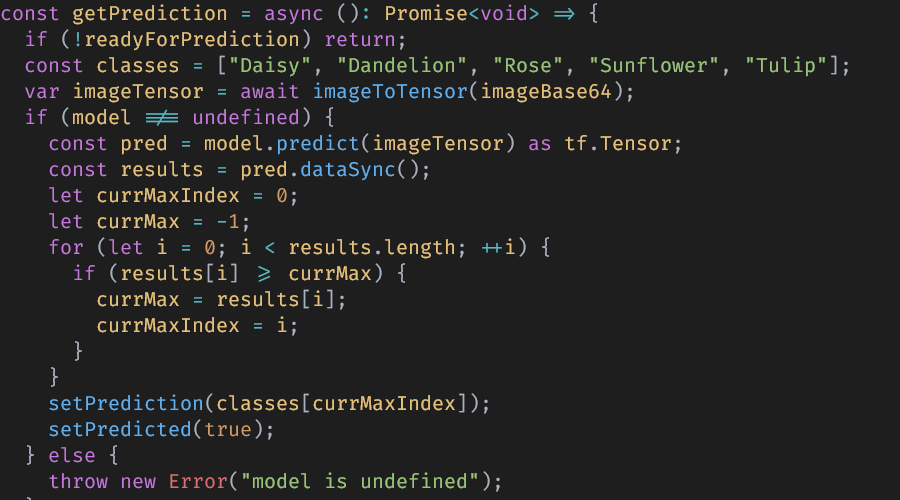 const getPrediction = async (): Promise<void> => {
  if (!readyForPrediction) return;
  const classes = ["Daisy", "Dandelion", "Rose", "Sunflower", "Tulip"];
  var imageTensor = await imageToTensor(imageBase64);
  if (model !== undefined) {
    const pred = model.predict(imageTensor) as tf.Tensor;
    const results = pred.dataSync();
    let currMaxIndex = 0;
    let currMax = -1;
    for (let i = 0; i < results.length; ++i) {
      if (results[i] >= currMax) {
        currMax = results[i];
        currMaxIndex = i;
      }
    }
    setPrediction(classes[currMaxIndex]);
    setPredicted(true);
  } else {
    throw new Error("model is undefined");